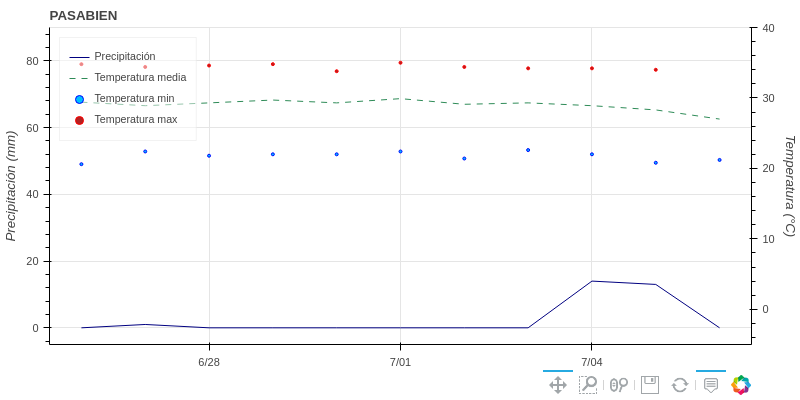 PASABIEN
Precipitación
Temperatura media
Temperatura min
Temperatura max
Precipitación (mm)
80
60
40
20
0
Temperatura (°C)
40
30
20
10
0
6/28
7/01
7/04